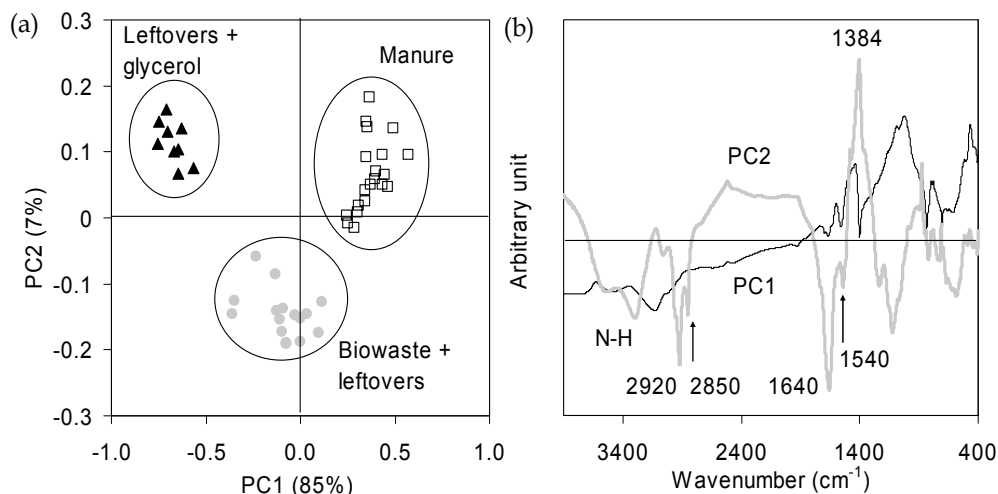 (a)
0.3
0.2
0.1
0
-0.1
-0.2
-0.3
PC2 (7%)
Leftovers +
glycerol
Manure
Biowaste +
leftovers
-1.0 -0.5 0.0 0.5 1.0
PC1 (85%)
(b)
1384
PC2
Arbitrary unit
PC1
N-H
1540
2920 2850 1640
3400 2400 1400 400
Wavenumber (cm-1)